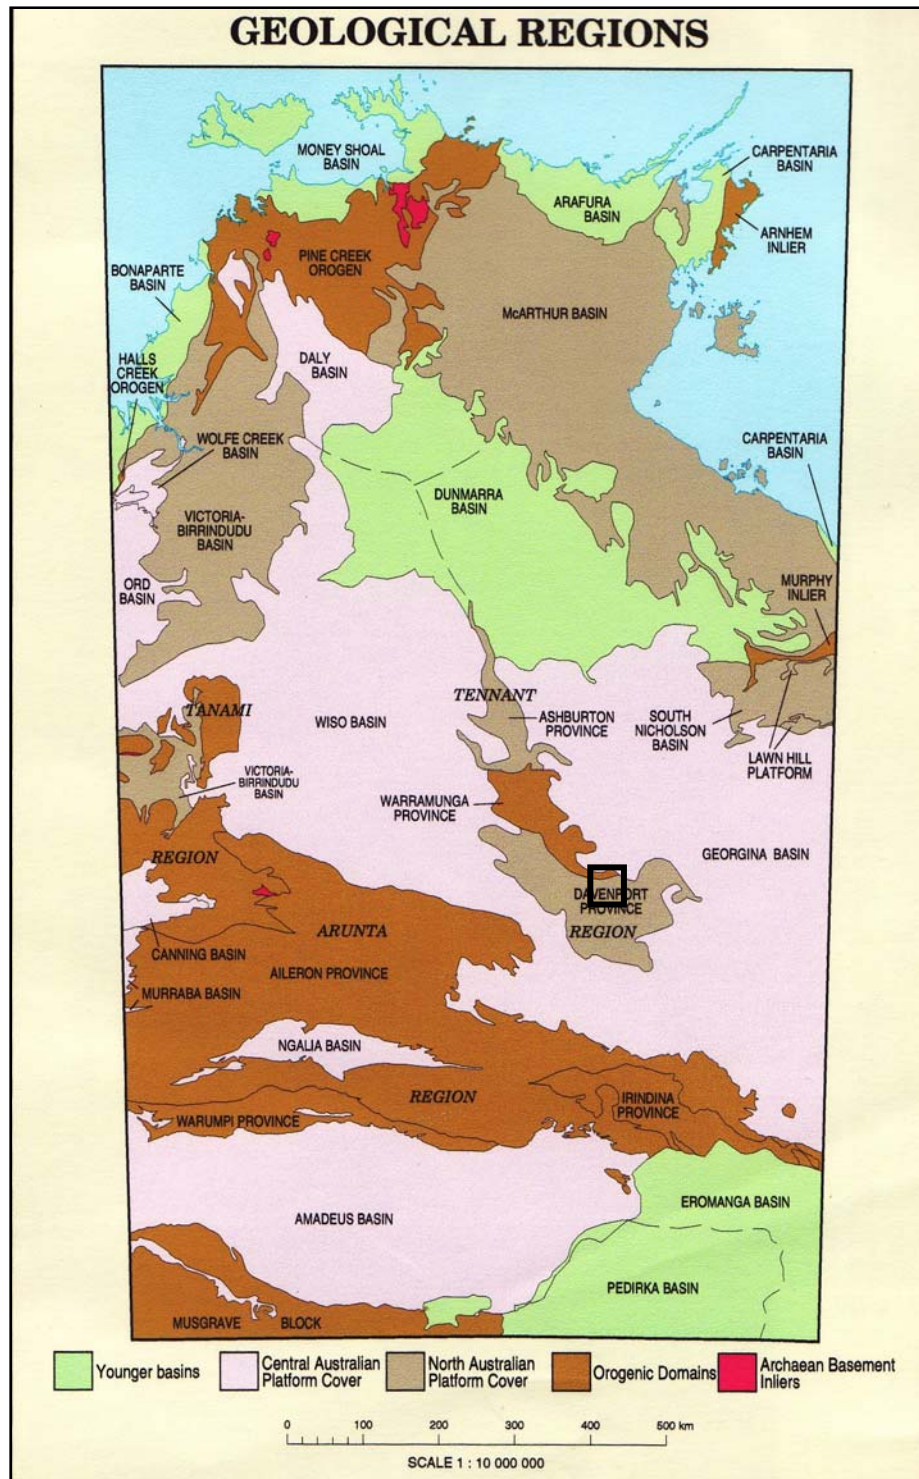 GEOLOGICAL REGIONS
MONEY SHOAL
BASIN
CARPENTARIA
BASIN
ARAFURA
BASIN
ARNHEM
INLIER
PINE CREEK
OROGEN
BONAPARTE
BASIN
McARTHUR BASIN
HALLS
CREEK
OROGEN
DALY
BASIN
WOLFE CREEK
BASIN
CARPENTARIA
BASIN
DUNMARRA
BASIN
VICTORIA-
BIRRINDUDU
BASIN
ORD
BASIN
MURPHY
INLIER
TANAMI
TENNANT
WISO BASIN
ASHBURTON
PROVINCE
SOUTH
NICHOLSON
BASIN
LAWN HILL
PLATFORM
VICTORIA-
BIRRINDUDU
BASIN
WARRAMUNGA
PROVINCE
REGION
GEORGINA BASIN
DAVENPORT
PROVINCE
REGION
ARUNTA
CANNING BASIN
AILERON PROVINCE
MURRABA BASIN
NGALIA BASIN
REGION
IRINDINA
PROVINCE
WARUMPI PROVINCE
EROMANGA BASIN
AMADEUS BASIN
PEDIRKA BASIN
MUSGRAVE BLOCK
Younger basins
Central Australian
Platform Cover
North Australian
Platform Cover
Orogenic Domains
Archaean Basement
Inliers
0 100 200 300 400 500 km
SCALE 1 : 10 000 000